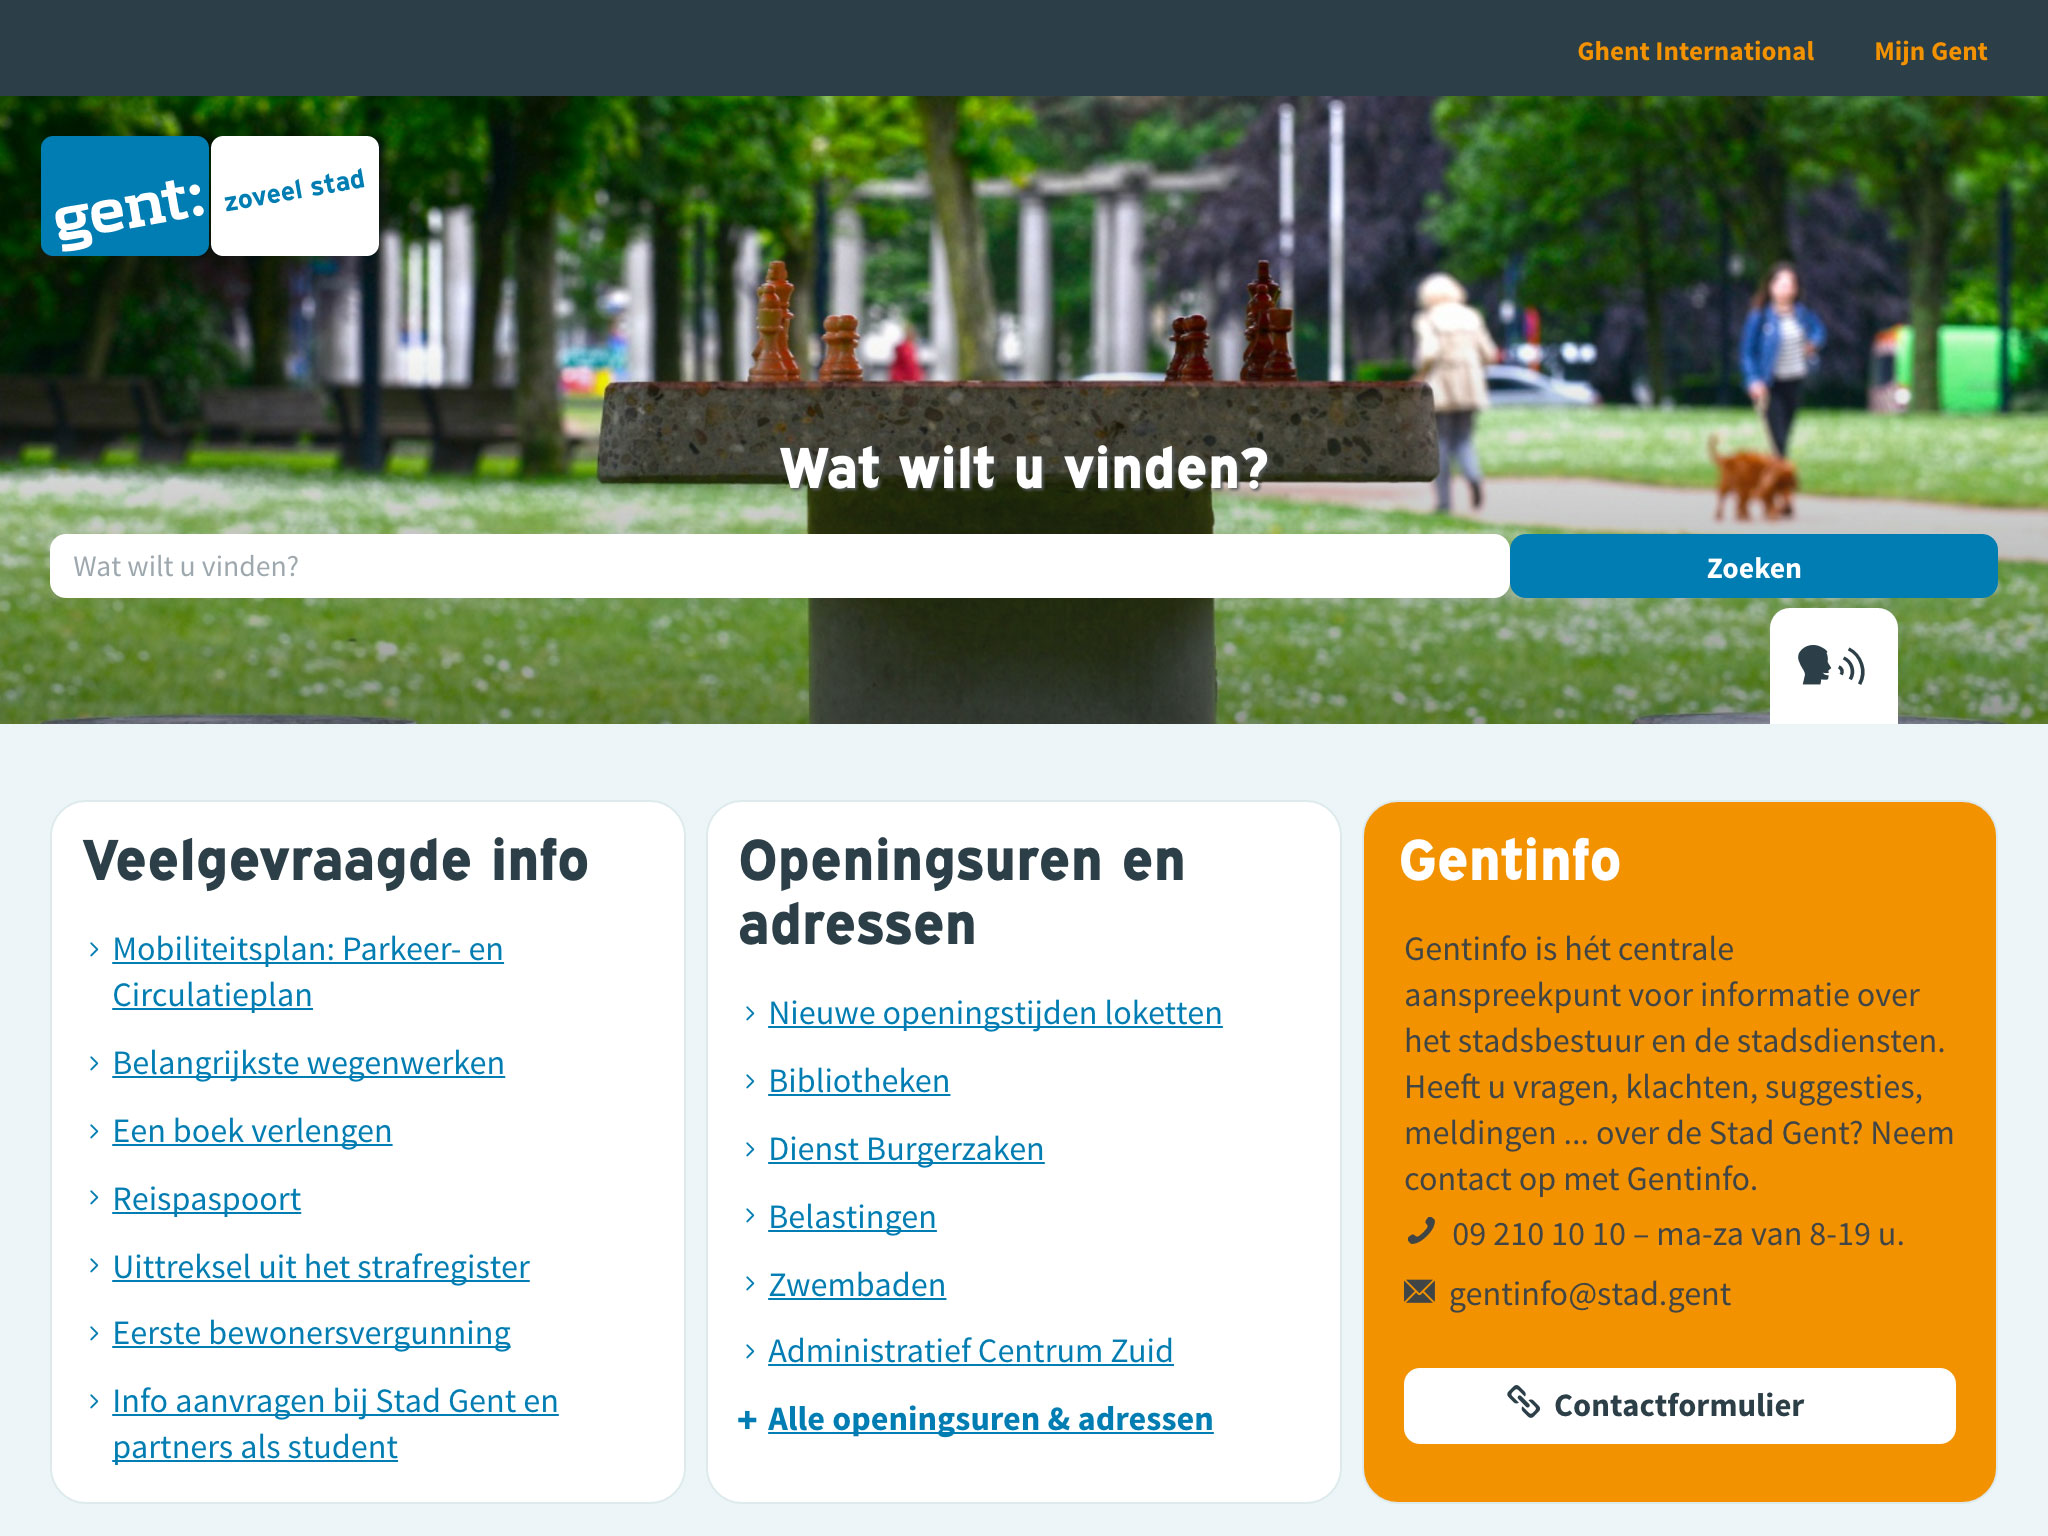 Ghent International
Mijn Gent
gent:
zoveel stad
Wat wilt u vinden?
Wat wilt u vinden?
Zoeken
Veelgevraagde info
Mobiliteitsplan: Parkeer- en
Circulatieplan
Belangrijkste wegenwerken
Een boek verlengen
Reispaspoort
Uittreksel uit het strafregister
Eerste bewonersvergunning
Info aanvragen bij Stad Gent en
partners als student
Openingsuren en
adressen
Nieuwe openingstijden loketten
Bibliotheken
Dienst Burgerzaken
Belastingen
Zwembaden
Administratief Centrum Zuid
+ Alle openingsuren & adressen
Gentinfo
Gentinfo is hét centrale
aanspreekpunt voor informatie over
het stadsbestuur en de stadsdiensten.
Heeft u vragen, klachten, suggesties,
meldingen ... over de Stad Gent? Neem
contact op met Gentinfo.
09 210 10 10 – ma-za van 8-19 u.
gentinfo@stad.gent
Contactformulier